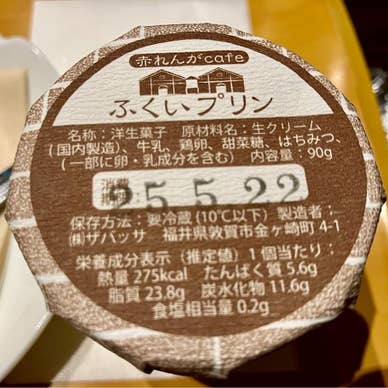 赤れんがcafe
ふくいプリン
名称：洋生菓子 原材料名：生クリーム
(国内製造)、牛乳、鶏卵、甜菜糖、はちみつ、
(一部に卵・乳成分を含む) 内容量：90g
消費期限 25.5.22
保存方法：要冷蔵(10℃以下) 製造者：
㈱ザバッサ 福井県敦賀市金ヶ崎町 4-1
栄養成分表示（推定値）1個当たり：
熱量 275kcal たんぱく質 5.6g
脂質 23.8g 炭水化物 11.6g
食塩相当量 0.2g